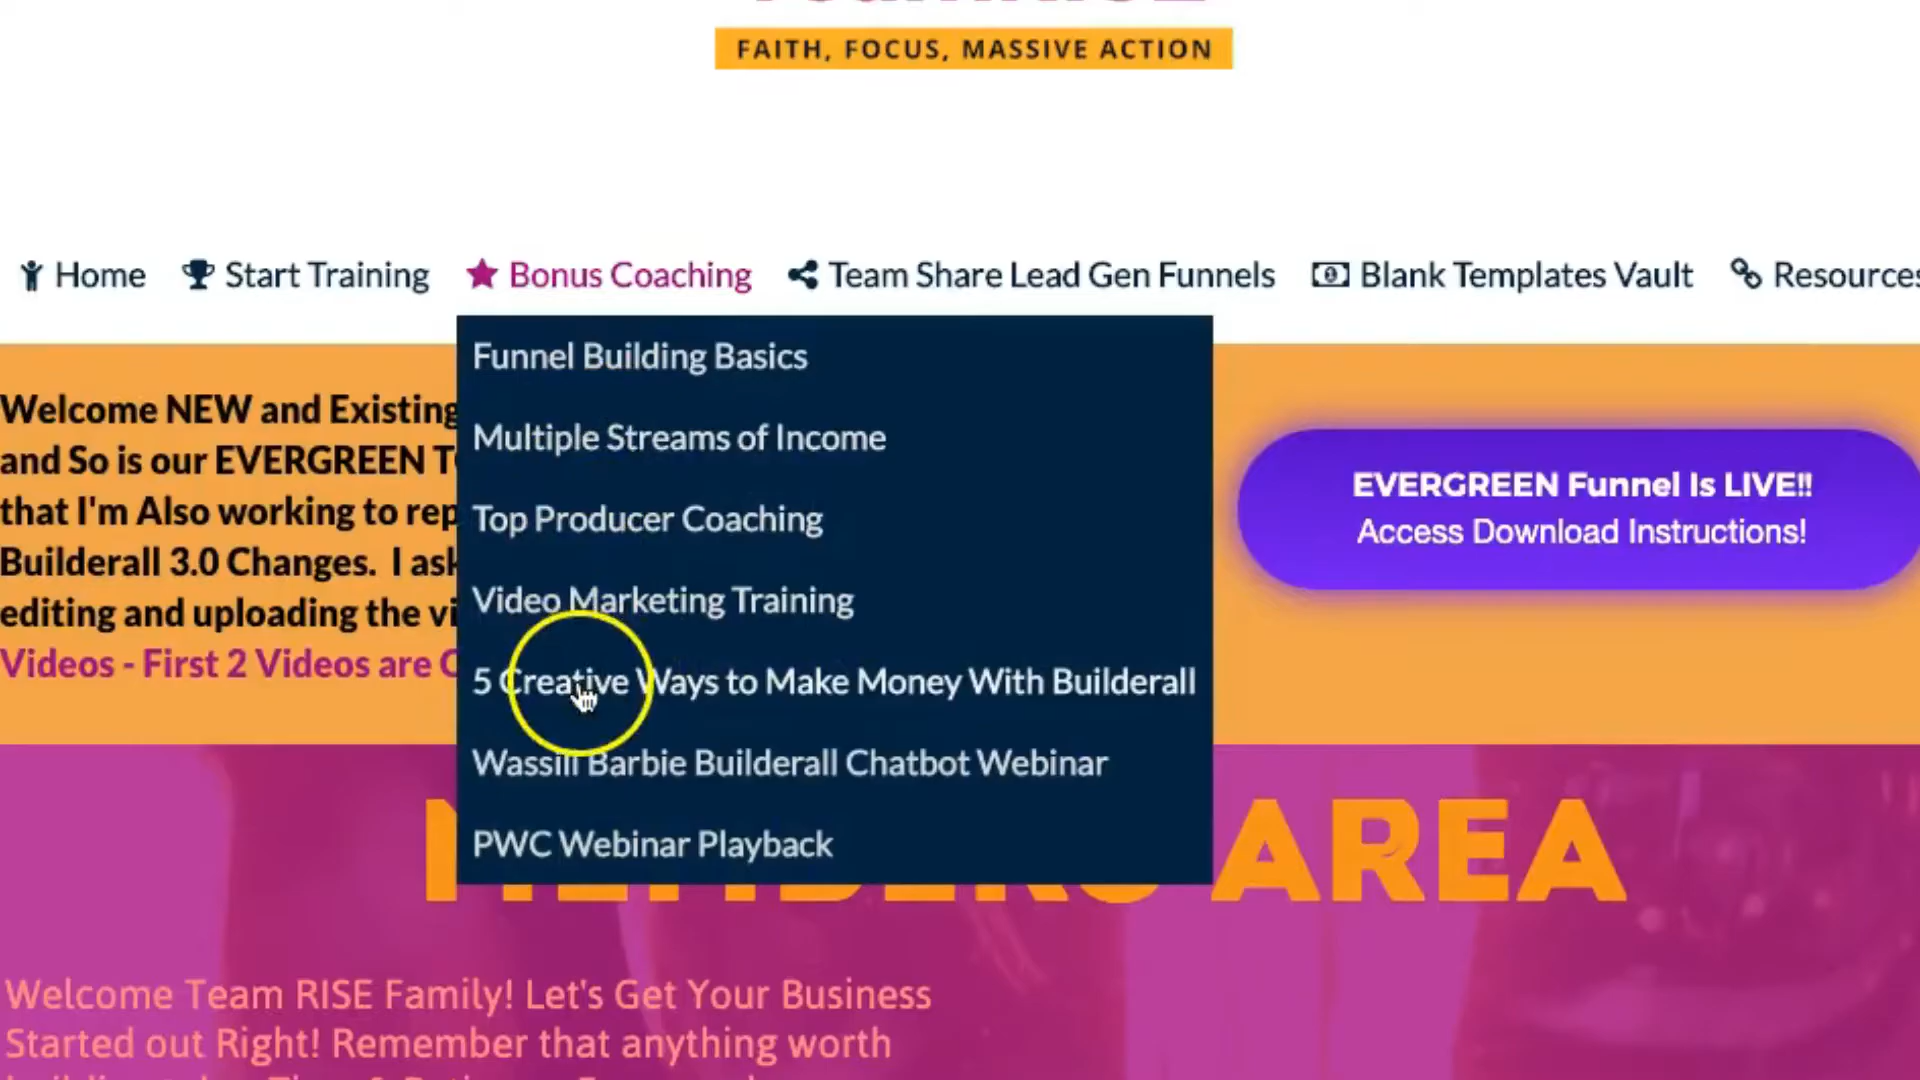 FAITH, FOCUS, MASSIVE ACTION
Home Start Training Bonus Coaching Team Share Lead Gen Funnels Blank Templates Vault Resources
Funnel Building Basics
Multiple Streams of Income
Top Producer Coaching
Video Marketing Training
5 Creative Ways to Make Money With Builderall
Wassili Barbie Builderall Chatbot Webinar
PWC Webinar Playback
Welcome NEW and Existing
and So is our EVERGREEN
that I'm Also working to rep
Builderall 3.0 Changes. I ask
editing and uploading the vi
Videos - First 2 Videos are
EVERGREEN Funnel Is LIVE!!
Access Download Instructions!
MEMBERS AREA
Welcome Team RISE Family! Let's Get Your Business
Started out Right! Remember that anything worth